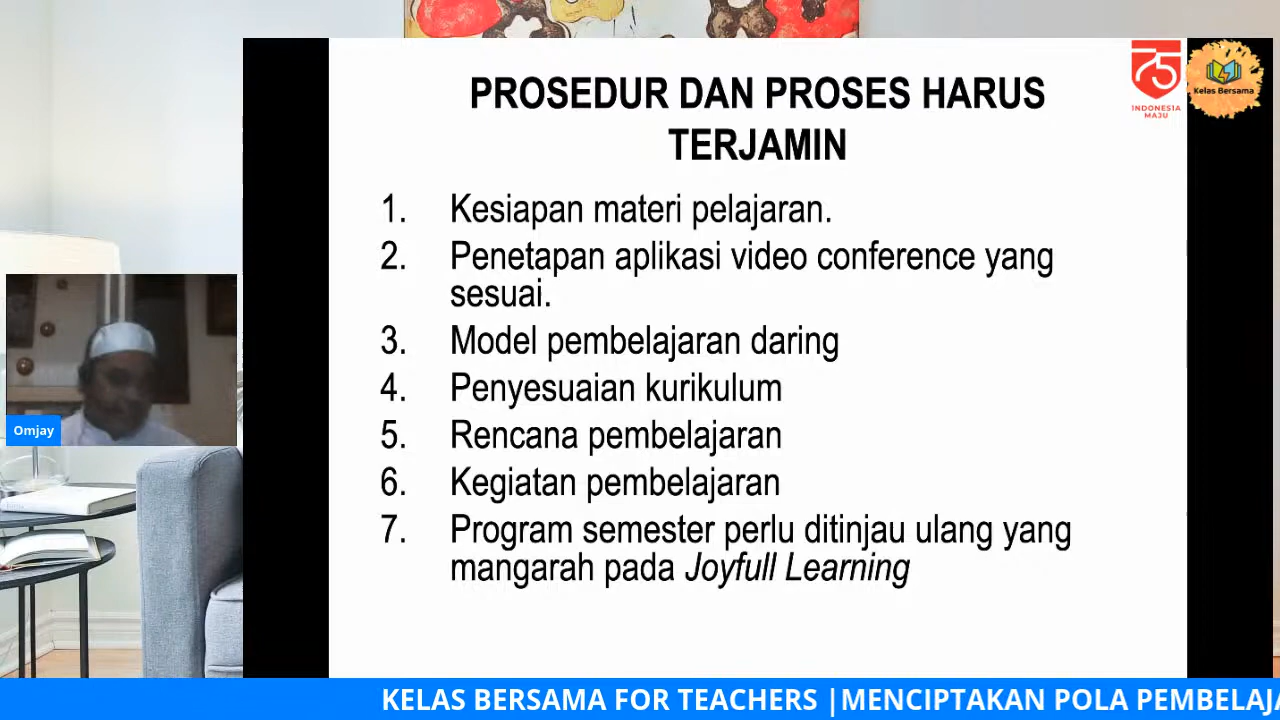 PROSEDUR DAN PROSES HARUS
TERJAMIN
75
INDONESIA
MAJU
Kelas Bersama
1. Kesiapan materi pelajaran.
2. Penetapan aplikasi video conference yang
sesuai.
3. Model pembelajaran daring
4. Penyesuaian kurikulum
5. Rencana pembelajaran
6. Kegiatan pembelajaran
7. Program semester perlu ditinjau ulang yang
mangarah pada Joyfull Learning
Omjay
KELAS BERSAMA FOR TEACHERS |MENCIPTAKAN POLA PEMBELAJA